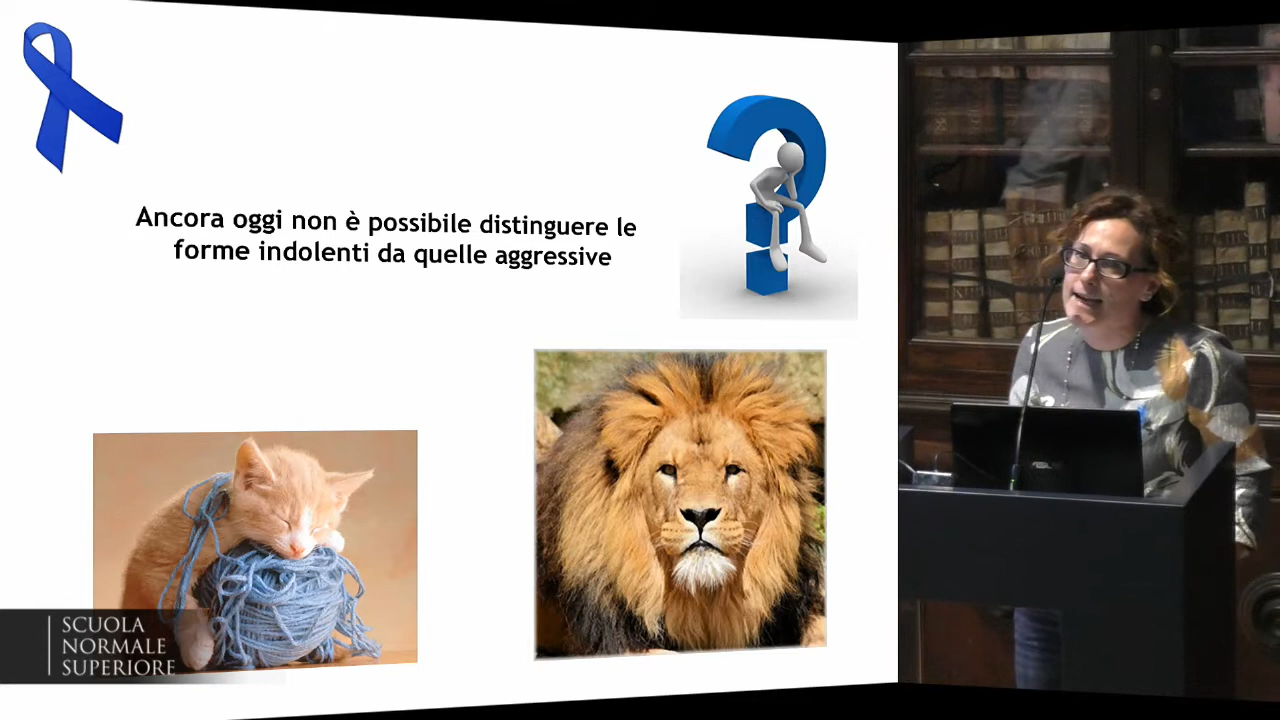 Ancora oggi non è possibile distinguere le
forme indolenti da quelle aggressive
SCUOLA
NORMALE
SUPERIORE